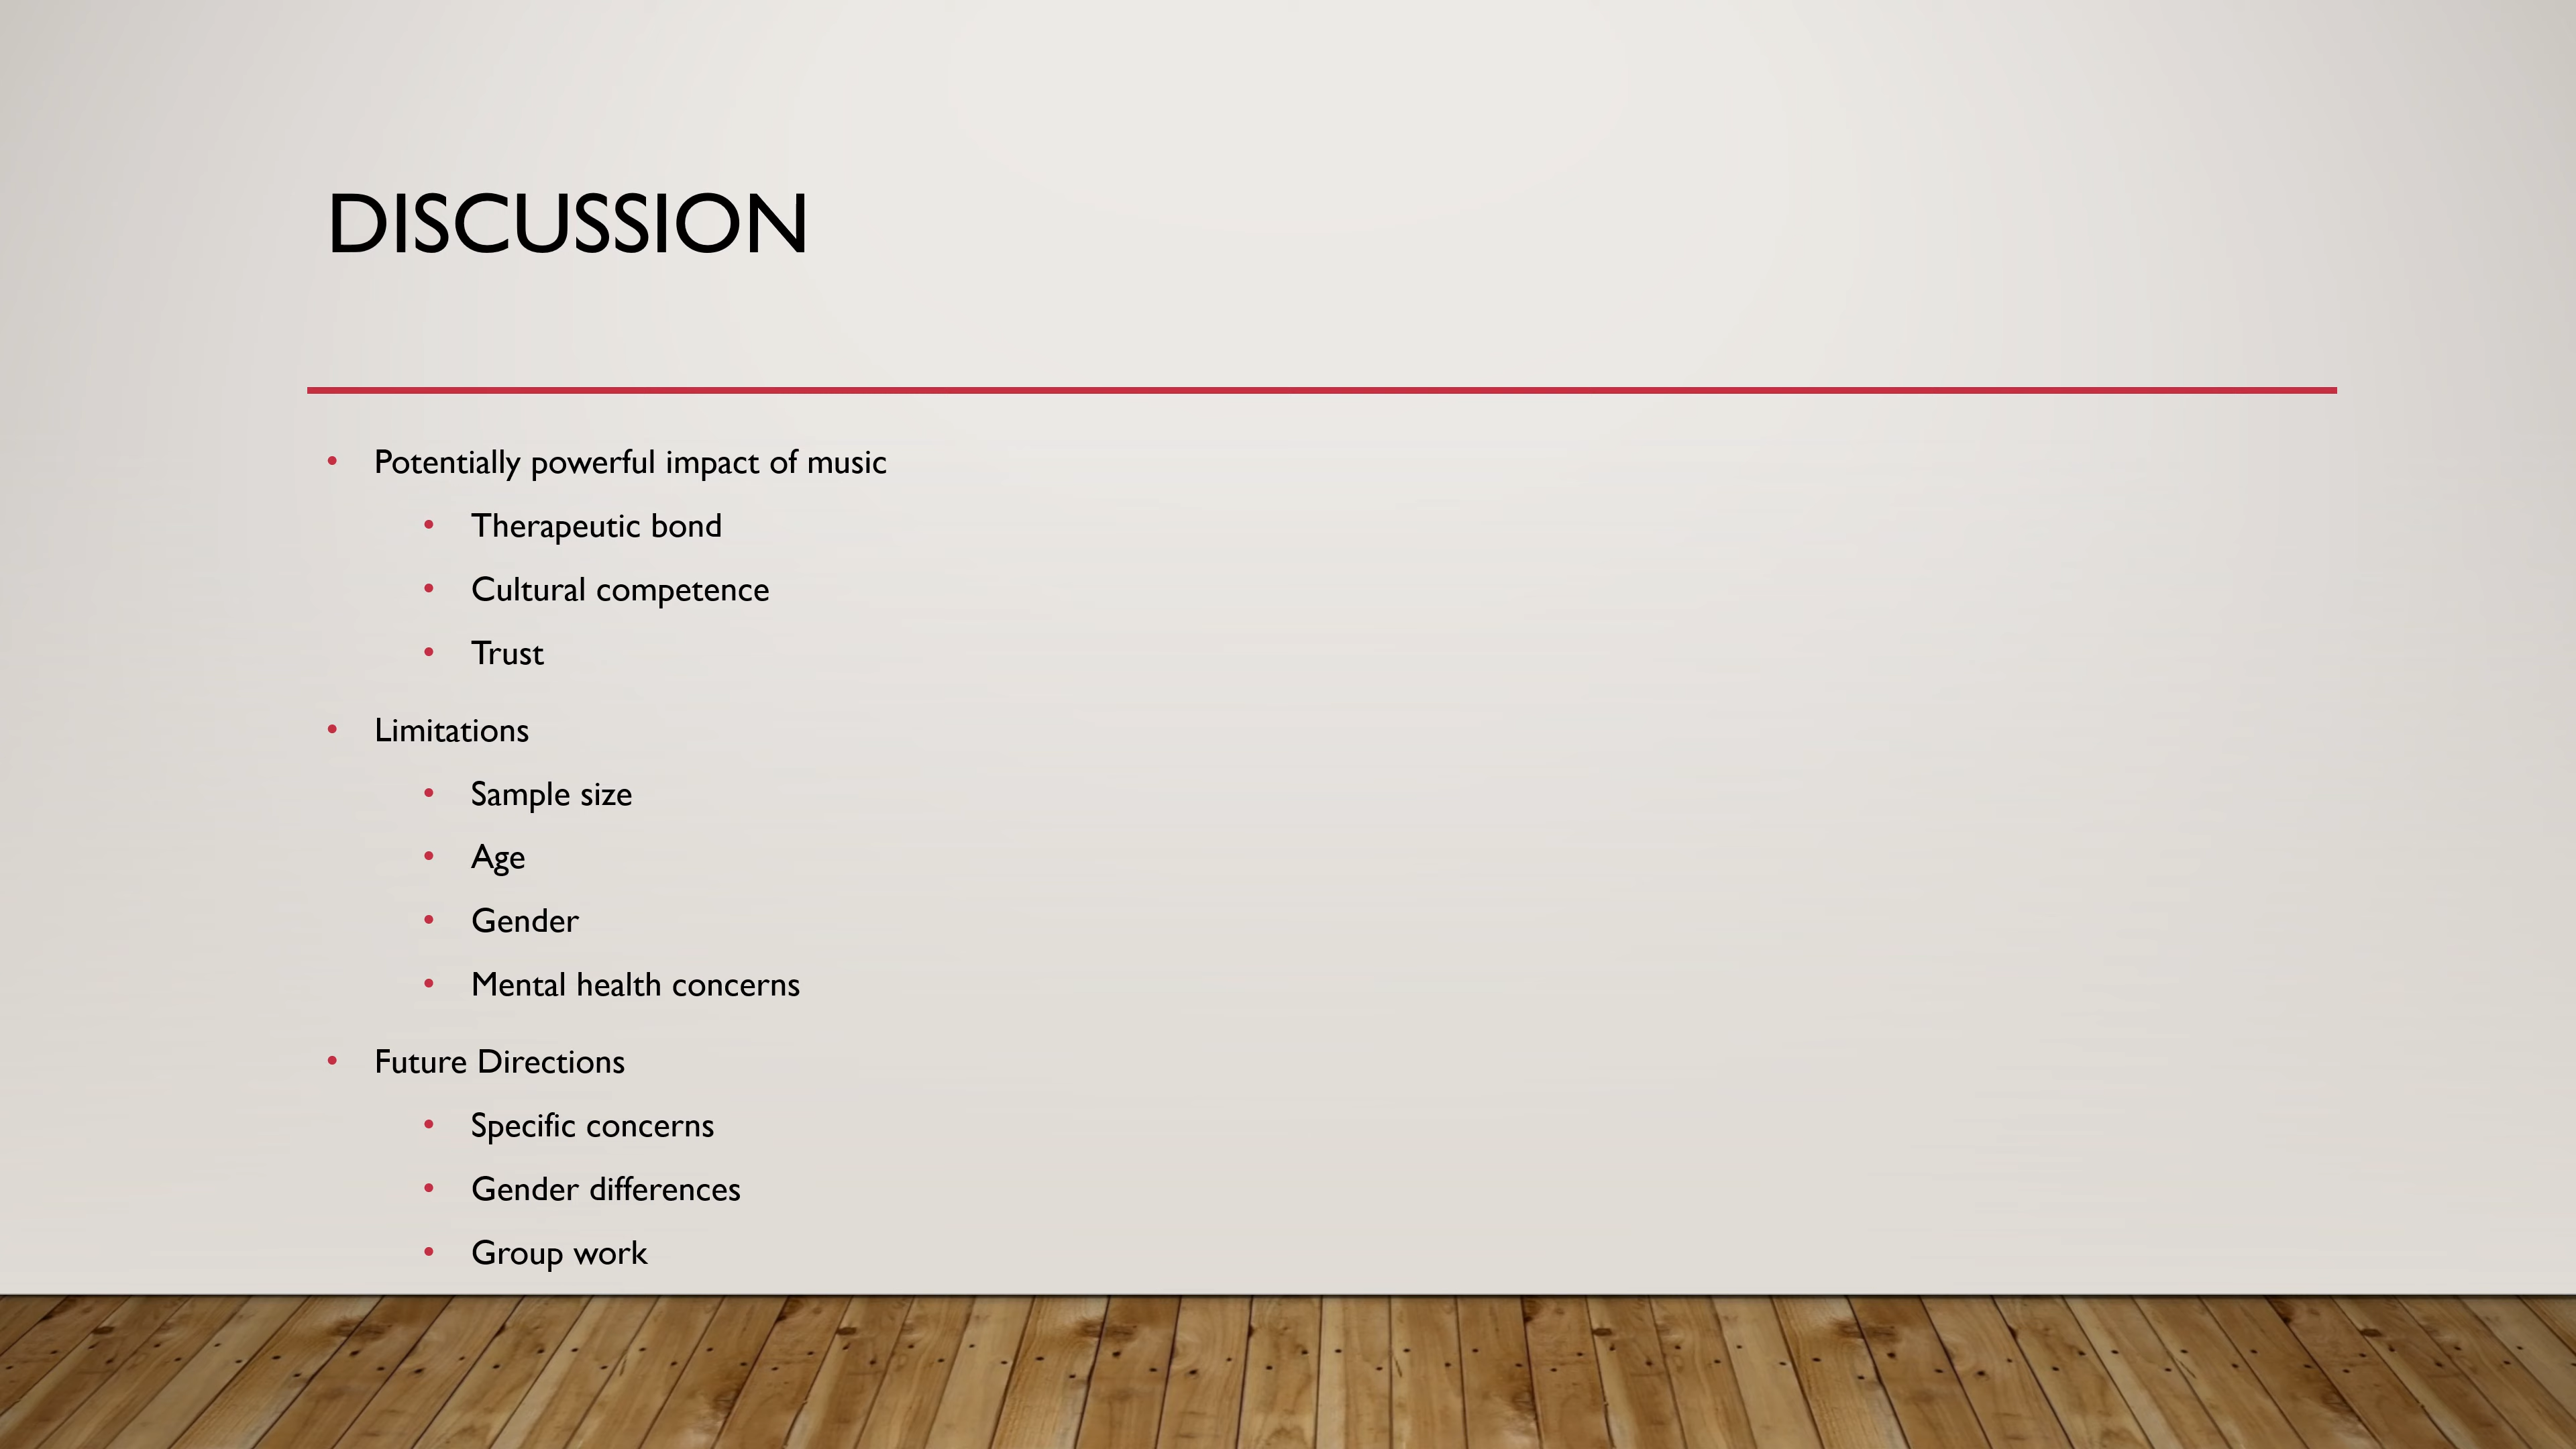 DISCUSSION
• Potentially powerful impact of music
• Therapeutic bond
• Cultural competence
• Trust
• Limitations
• Sample size
• Age
• Gender
• Mental health concerns
• Future Directions
• Specific concerns
• Gender differences
• Group work